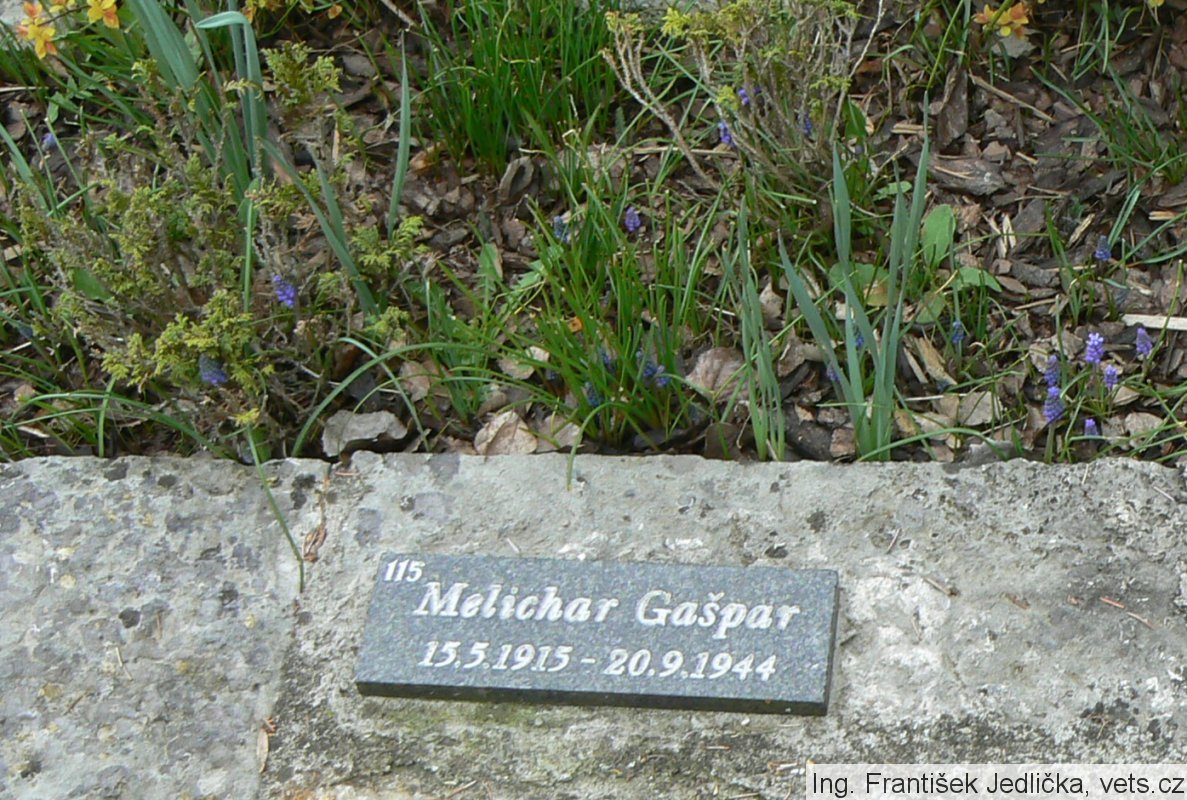 115
Melichar Gašpar
15.5.1915 - 20.9.1944
Ing. František Jedlička, vets.cz